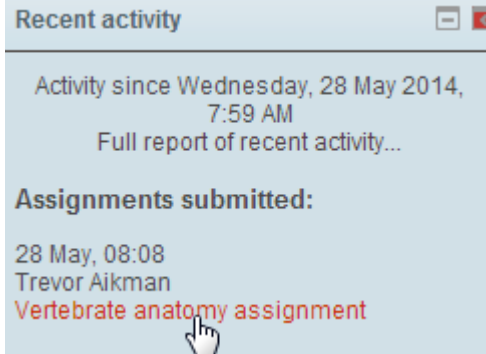 Recent activity
Activity since Wednesday, 28 May 2014,
7:59 AM
Full report of recent activity...
Assignments submitted:
28 May, 08:08
Trevor Aikman
Vertebrate anatomy assignment